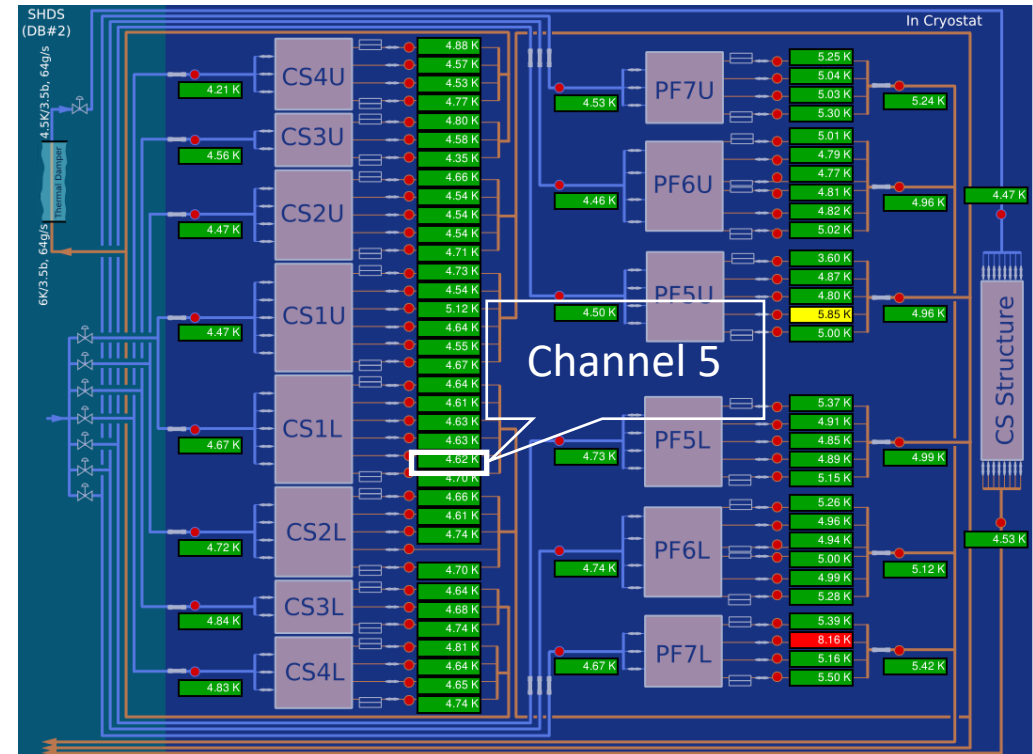 SHDS
(DB#2)
In Cryostat
4.5K/3.5b, 64g/s
Thermal Damper
6K/3.5b, 64g/s
CS4U
4.21 K
4.88 K
4.57 K
4.53 K
4.77 K
CS3U
4.56 K
4.80 K
4.58 K
4.35 K
CS2U
4.47 K
4.66 K
4.54 K
4.54 K
4.54 K
4.71 K
CS1U
4.47 K
4.73 K
4.54 K
5.12 K
4.64 K
4.55 K
4.67 K
CS1L
4.67 K
4.64 K
4.61 K
4.63 K
4.63 K
4.62 K
4.70 K
Channel 5
CS2L
4.72 K
4.66 K
4.61 K
4.74 K
4.70 K
CS3L
4.84 K
4.64 K
4.68 K
4.74 K
CS4L
4.83 K
4.81 K
4.64 K
4.65 K
4.74 K
PF7U
4.53 K
5.25 K
5.04 K
5.03 K
5.30 K
5.24 K
PF6U
4.46 K
5.01 K
4.79 K
4.77 K
4.81 K
4.82 K
5.02 K
4.96 K
PF5U
4.50 K
3.60 K
4.87 K
4.80 K
5.85 K
5.00 K
4.96 K
PF5L
4.73 K
5.37 K
4.91 K
4.85 K
4.89 K
5.15 K
4.99 K
PF6L
4.74 K
5.26 K
4.96 K
4.94 K
5.00 K
4.99 K
5.28 K
5.12 K
PF7L
4.67 K
5.39 K
8.16 K
5.16 K
5.50 K
5.42 K
4.47 K
CS Structure
4.53 K